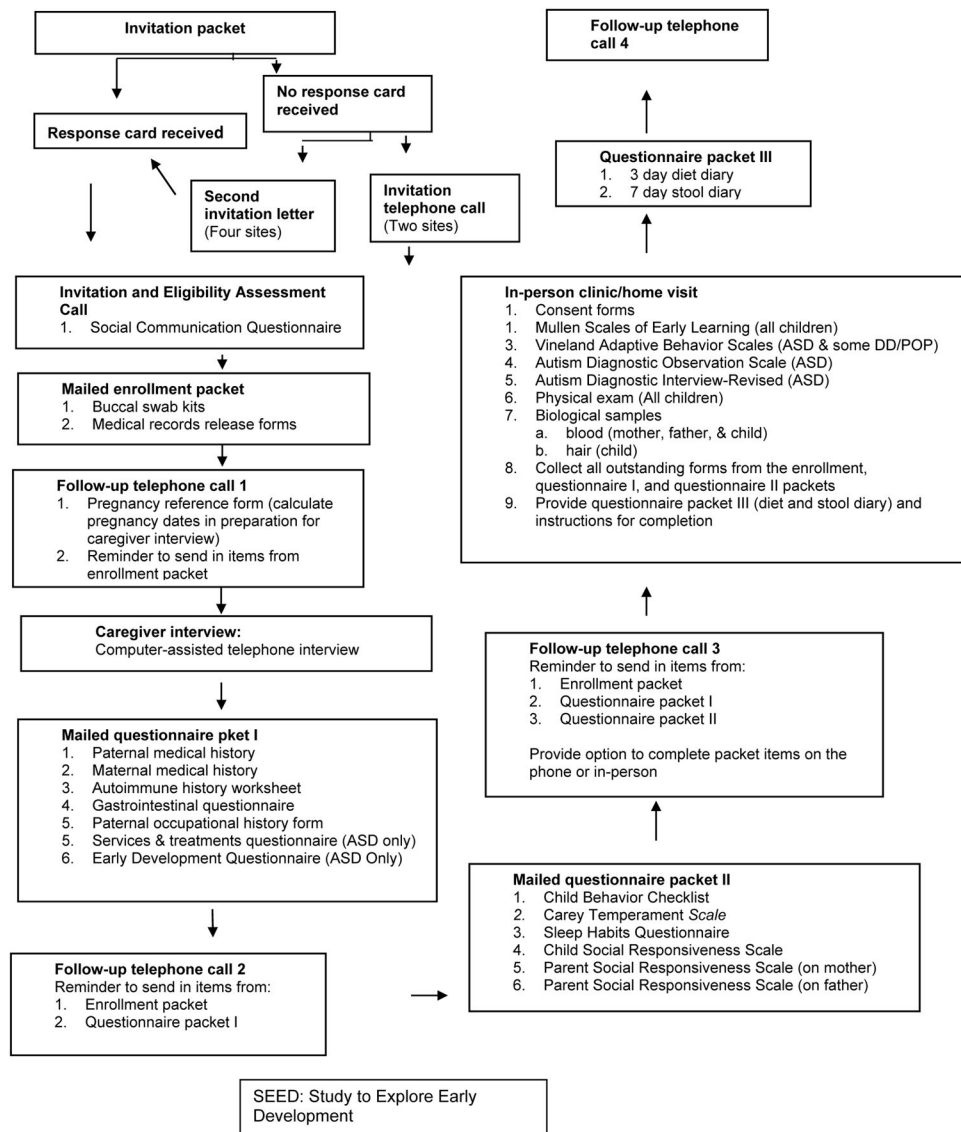 Invitation packet
No response card
received
Response card received
Second
invitation letter
(Four sites)
Invitation
telephone call
(Two sites)
Invitation and Eligibility Assessment
Call
1. Social Communication Questionnaire
Mailed enrollment packet
1. Buccal swab kits
2. Medical records release forms
Follow-up telephone call 1
1. Pregnancy reference form (calculate
pregnancy dates in preparation for
caregiver interview)
2. Reminder to send in items from
enrollment packet
Caregiver interview:
Computer-assisted telephone interview
Mailed questionnaire pket I
1. Paternal medical history
2. Maternal medical history
3. Autoimmune history worksheet
4. Gastrointestinal questionnaire
5. Paternal occupational history form
5. Services & treatments questionnaire (ASD only)
6. Early Development Questionnaire (ASD Only)
Follow-up telephone call 2
Reminder to send in items from:
1. Enrollment packet
2. Questionnaire packet I
Mailed questionnaire packet II
1. Child Behavior Checklist
2. Carey Temperament Scale
3. Sleep Habits Questionnaire
4. Child Social Responsiveness Scale
5. Parent Social Responsiveness Scale (on mother)
6. Parent Social Responsiveness Scale (on father)
Follow-up telephone call 3
Reminder to send in items from:
1. Enrollment packet
2. Questionnaire packet I
3. Questionnaire packet II
Provide option to complete packet items on the
phone or in-person
In-person clinic/home visit
1. Consent forms
1. Mullen Scales of Early Learning (all children)
3. Vineland Adaptive Behavior Scales (ASD & some DD/POP)
4. Autism Diagnostic Observation Scale (ASD)
5. Autism Diagnostic Interview-Revised (ASD)
6. Physical exam (All children)
7. Biological samples
a. blood (mother, father, & child)
b. hair (child)
8. Collect all outstanding forms from the enrollment,
questionnaire I, and questionnaire II packets
9. Provide questionnaire packet III (diet and stool diary) and
instructions for completion
Questionnaire packet III
1. 3 day diet diary
2. 7 day stool diary
Follow-up telephone
call 4
SEED: Study to Explore Early
Development